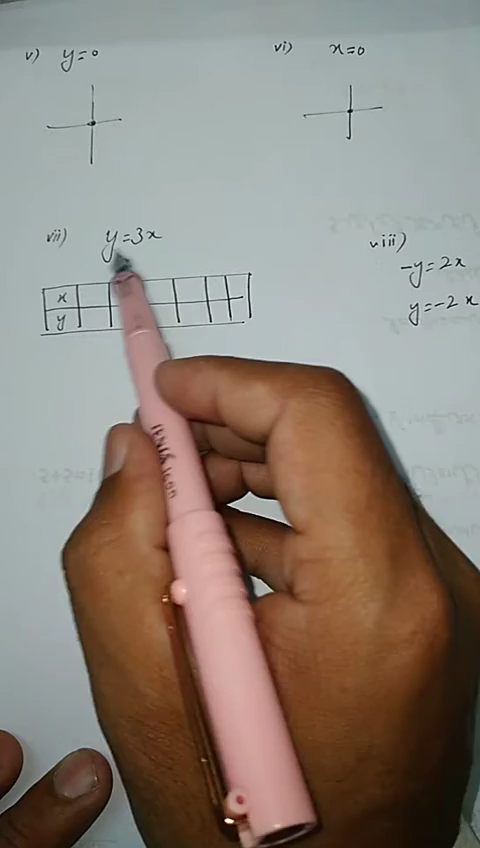 v) y=0
vi) x=0
vii) y=3x
x
y
viii)
-y=2x
y=-2x